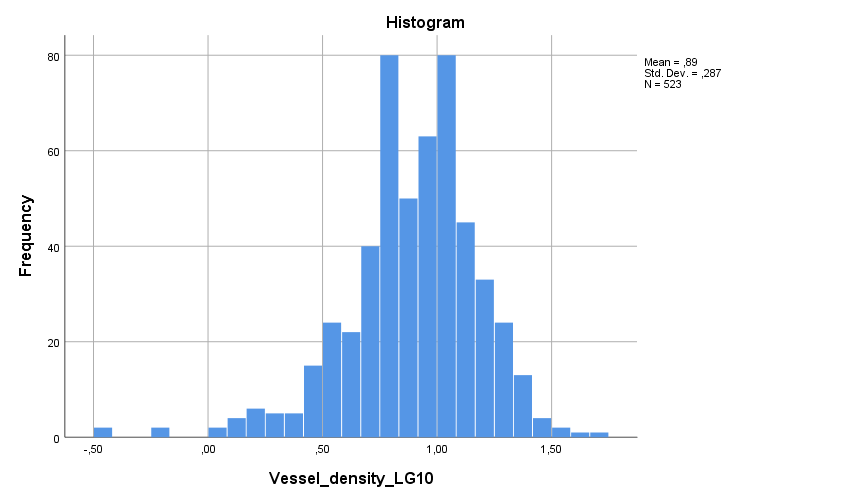 Histogram
Mean = ,89
Std. Dev. = ,287
N = 523
80
60
40
20
0
Frequency
-,50 ,00 ,50 1,00 1,50
Vessel_density_LG10